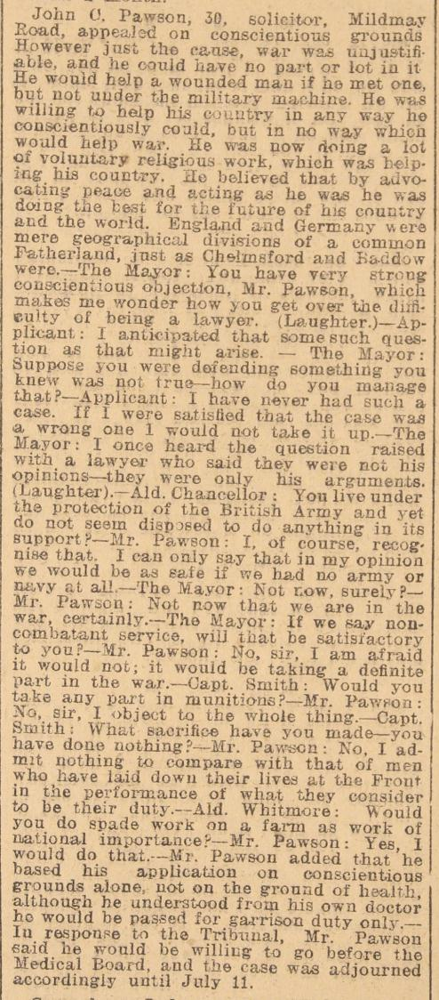 John C. Pawson, 30, solicitor, Mildmay
Road, appealed on conscientious grounds
However just the cause, war was unjustifi-
able, and he could have no part or lot in it
He would help a wounded man if he met one,
but not under the military machine. He was
willing to help his country in any way he
conscientiously could, but in no way which
would help war. He was now doing a lot
of voluntary religious work, which was help-
ing his country. He believed that by advo-
cating peace and acting as he was he was
doing the best for the future of his country
and the world. England and Germany were
mere geographical divisions of a common
Fatherland, just as Chelmsford and Baddow
were.—The Mayor: You have very strong
conscientious objection, Mr. Pawson, which
makes me wonder how you get over the diffi-
culty of being a lawyer. (Laughter.)—Ap-
plicant: I anticipated that some such ques-
tion as that might arise. — The Mayor:
Suppose you were defending something you
knew was not true—how do you manage
that?—Applicant: I have never had such a
case. If I were satisfied that the case was
a wrong one I would not take it up.—The
Mayor: I once heard the question raised
with a lawyer who said they were not his
opinions—they were only his arguments.
(Laughter).—Ald. Chancellor: You live under
the protection of the British Army and yet
do not seem disposed to do anything in its
support?—Mr. Pawson: I, of course, recog-
nise that. I can only say that in my opinion
we would be as safe if we had no army or
navy at all.—The Mayor: Not now, surely?—
Mr. Pawson: Not now that we are in the
war, certainly.—The Mayor: If we say non-
combatant service, will that be satisfactory
to you?—Mr. Pawson: No, sir, I am afraid
it would not; it would be taking a definite
part in the war.—Capt. Smith: Would you
take any part in munitions?—Mr. Pawson:
No, sir, I object to the whole thing.—Capt.
Smith: What sacrifice have you made—you
have done nothing?—Mr. Pawson: No, I ad-
mit nothing to compare with that of men
who have laid down their lives at the Front
in the performance of what they consider
to be their duty.—Ald. Whitmore: Would
you do spade work on a farm as work of
national importance?—Mr. Pawson: Yes, I
would do that.—Mr. Pawson added that he
based his application on conscientious
grounds alone, not on the ground of health,
although he understood from his own doctor
he would be passed for garrison duty only.—
In response to the Tribunal, Mr. Pawson
said he would be willing to go before the
Medical Board, and the case was adjourned
accordingly until July 11.